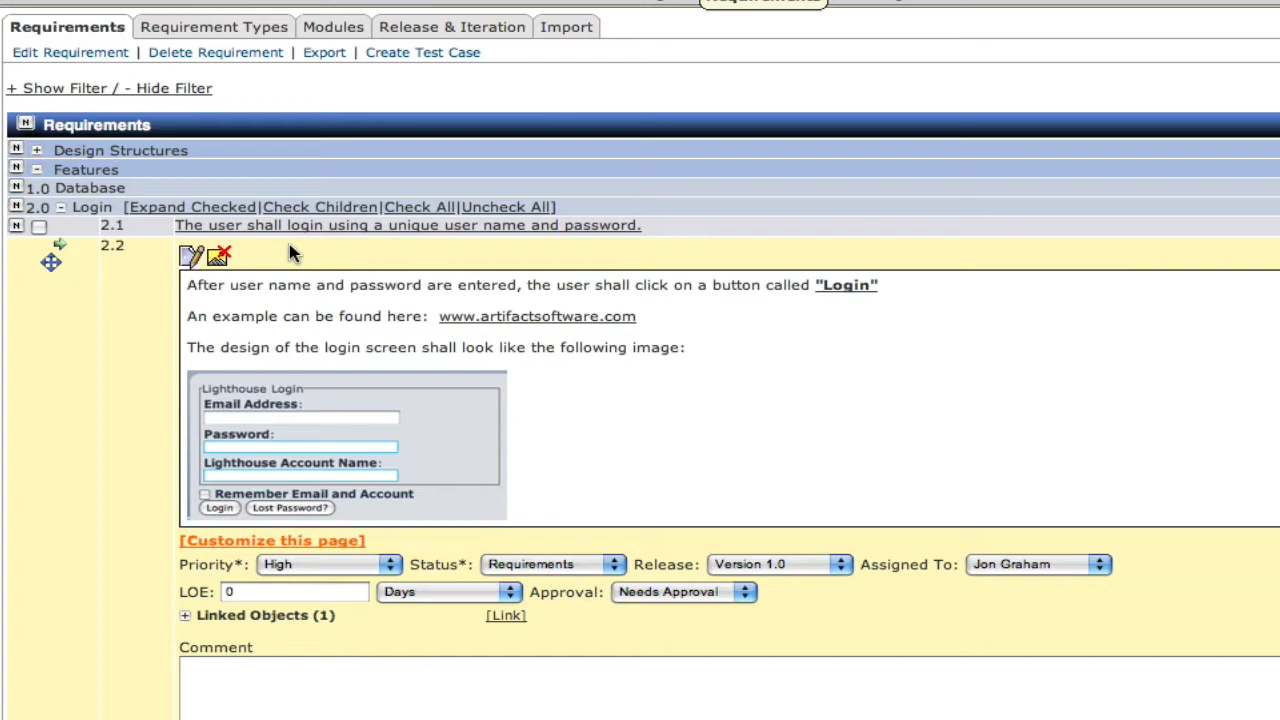 Requirements
Requirements Requirement Types Modules Release & Iteration Import
Edit Requirement | Delete Requirement | Export | Create Test Case
+ Show Filter / - Hide Filter
N Requirements
N + Design Structures
N - Features
N 1.0 Database
N 2.0 - Login [Expand Checked|Check Children|Check All|Uncheck All]
N 2.1 The user shall login using a unique user name and password.
2.2
After user name and password are entered, the user shall click on a button called "Login"
An example can be found here: www.artifactsoftware.com
The design of the login screen shall look like the following image:
Lighthouse Login
Email Address:
Password:
Lighthouse Account Name:
Remember Email and Account
Login Lost Password?
[Customize this page]
Priority*: High Status*: Requirements Release: Version 1.0 Assigned To: Jon Graham
LOE: 0 Days Approval: Needs Approval
+ Linked Objects (1) [Link]
Comment